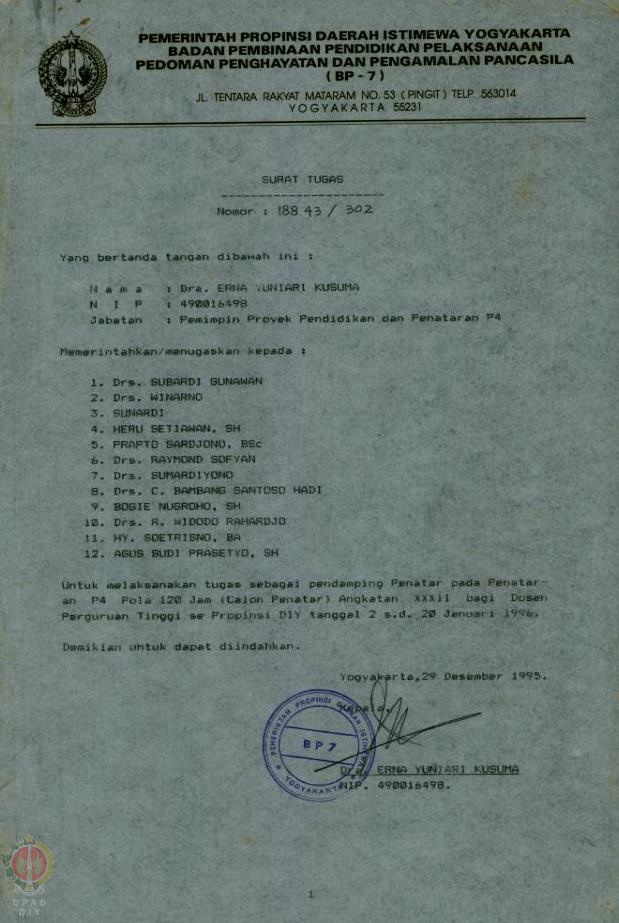 PEMERINTAH PROPINSI DAERAH ISTIMEWA YOGYAKARTA
BADAN PEMBINAAN PENDIDIKAN PELAKSANAAN
PEDOMAN PENGHAYATAN DAN PENGAMALAN PANCASILA
( BP - 7 )
JL. TENTARA RAKYAT MATARAM NO. 53 ( PINGIT ) TELP. 563014
YOGYAKARTA 55231
SURAT TUGAS
Nomor : 188 43 / 302
Yang bertanda tangan dibawah ini :
N a m a : Dra. ERNA YUNIARI KUSUMA
N I P : 490016498
Jabatan : Pemimpin Proyek Pendidikan dan Penataran P4
Memerintahkan/menugaskan kepada :
1. Drs. SUBARDI GUNAWAN
2. Drs. WINARNO
3. SUNARDI
4. HERU SETIAWAN, SH
5. PRAPTO SARDJONO, BSc
6. Drs. RAYMOND SOFYAN
7. Drs. SUMARDIYONO
8. Drs. C. BAMBANG SANTOSO HADI
9. BOGIE NUGROHO, SH
10. Drs. R. WIDODO RAHARDJO
11. HY. SOETRISNO, BA
12. AGUS BUDI PRASETYO, SH
Untuk melaksanakan tugas sebagai pendamping Penatar pada Penatar-
an P4 Pola 120 Jam (Calon Penatar) Angkatan XXXII bagi Dosen
Perguruan Tinggi se Propinsi DIY tanggal 2 s.d. 20 Januari 1996.
Demikian untuk dapat diindahkan.
Yogyakarta,29 Desember 1995.
Kepala,
PEMERINTAH PROPINSI DAERAH ISTIMEWA
BP7
YOGYAKARTA
Dra. ERNA YUNIARI KUSUMA
NIP. 490016498.
DPAD
DIY
1